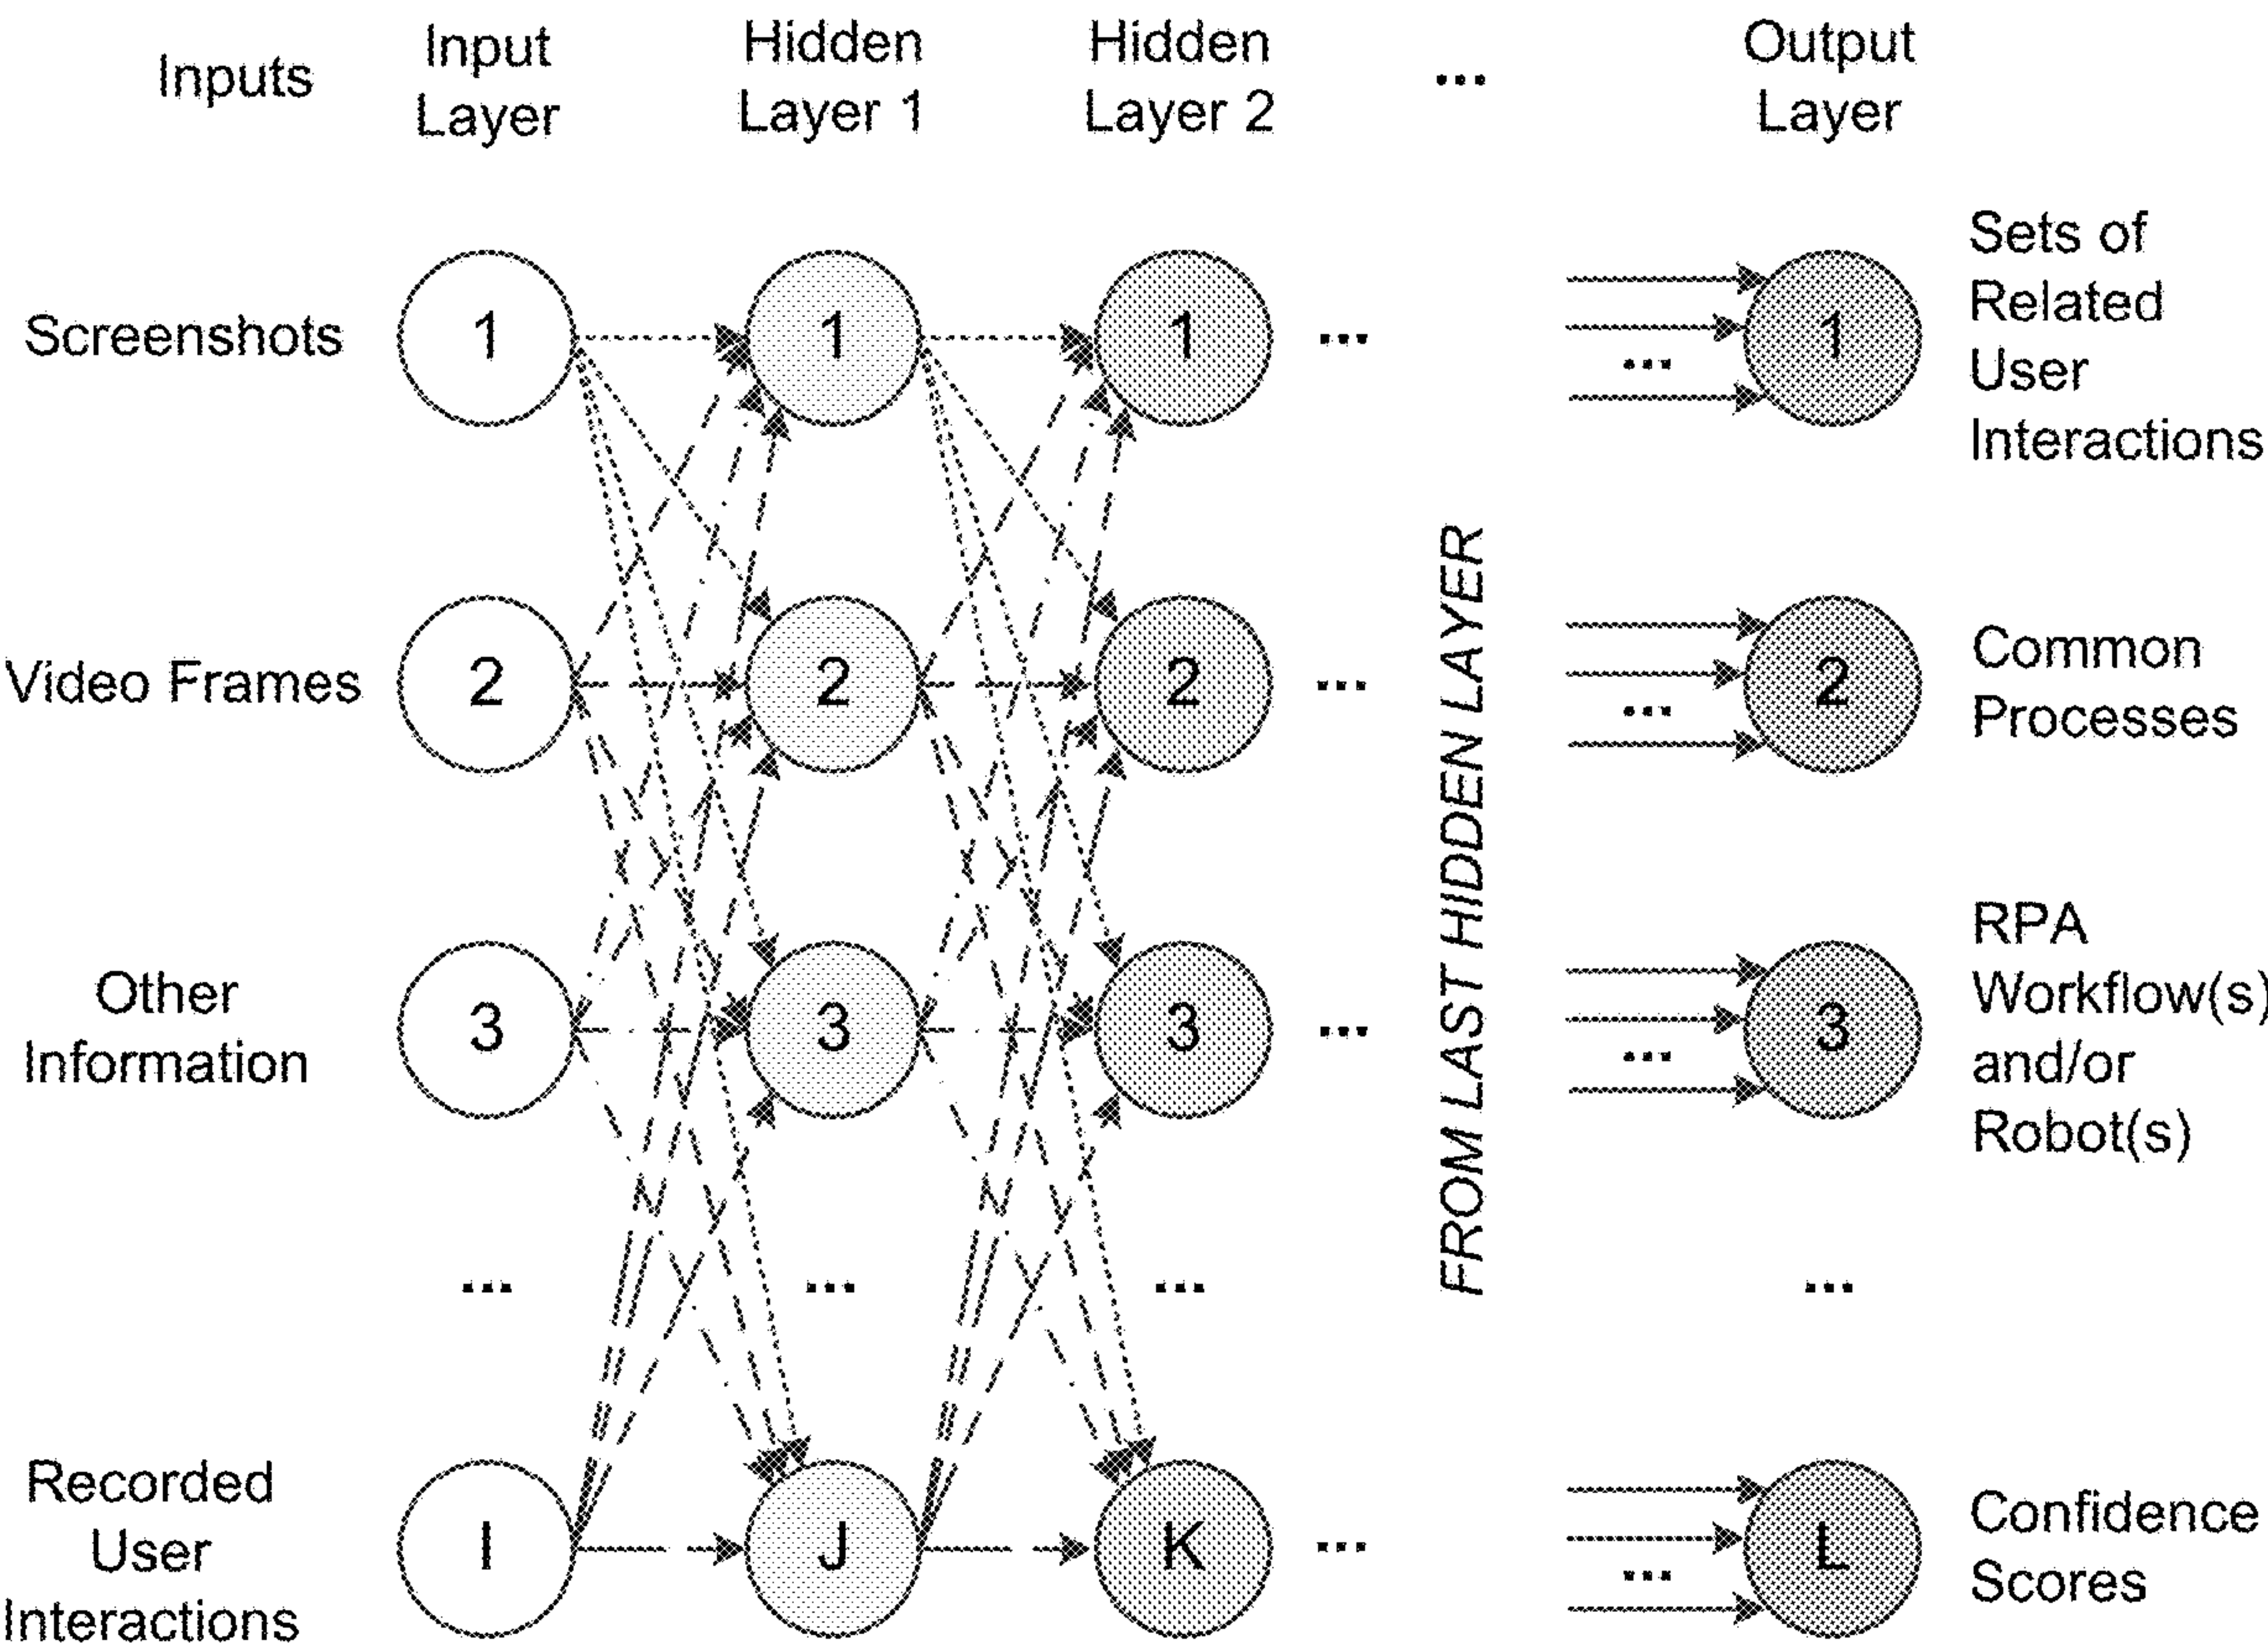 Inputs
Input
Layer
Hidden
Layer 1
Hidden
Layer 2
...
Output
Layer
Screenshots
1
1
1
...
...
1
Sets of
Related
User
Interactions
Video Frames
2
2
2
...
...
2
Common
Processes
FROM LAST HIDDEN LAYER
Other
Information
3
3
3
...
...
3
RPA
Workflow(s)
and/or
Robot(s)
...
...
...
...
Recorded
User
Interactions
I
J
K
...
...
L
Confidence
Scores